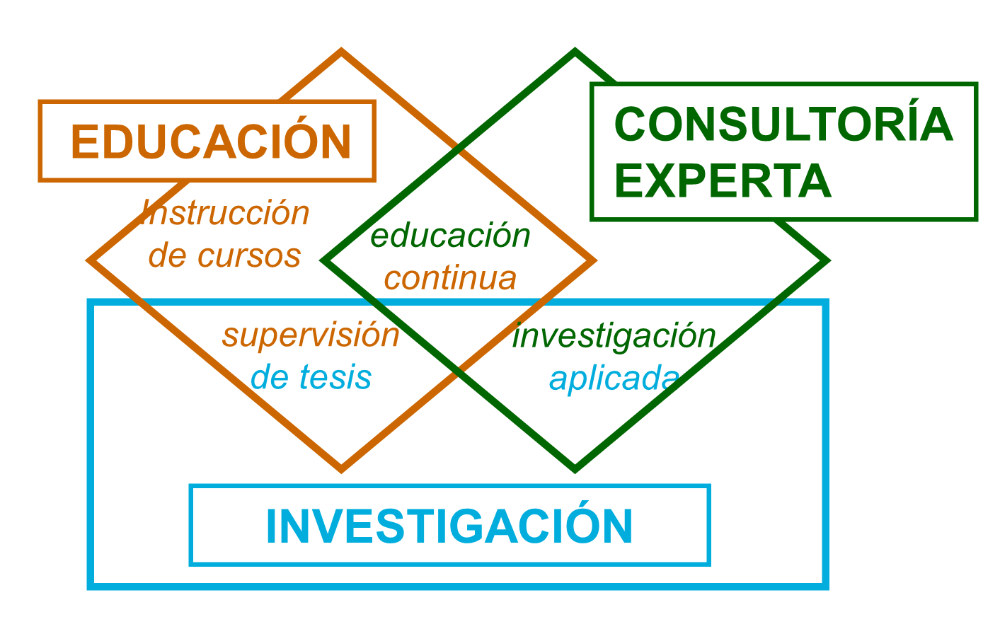 EDUCACIÓN
CONSULTORÍA
EXPERTA
Instrucción
de cursos
educación
continua
supervisión
de tesis
investigación
aplicada
INVESTIGACIÓN